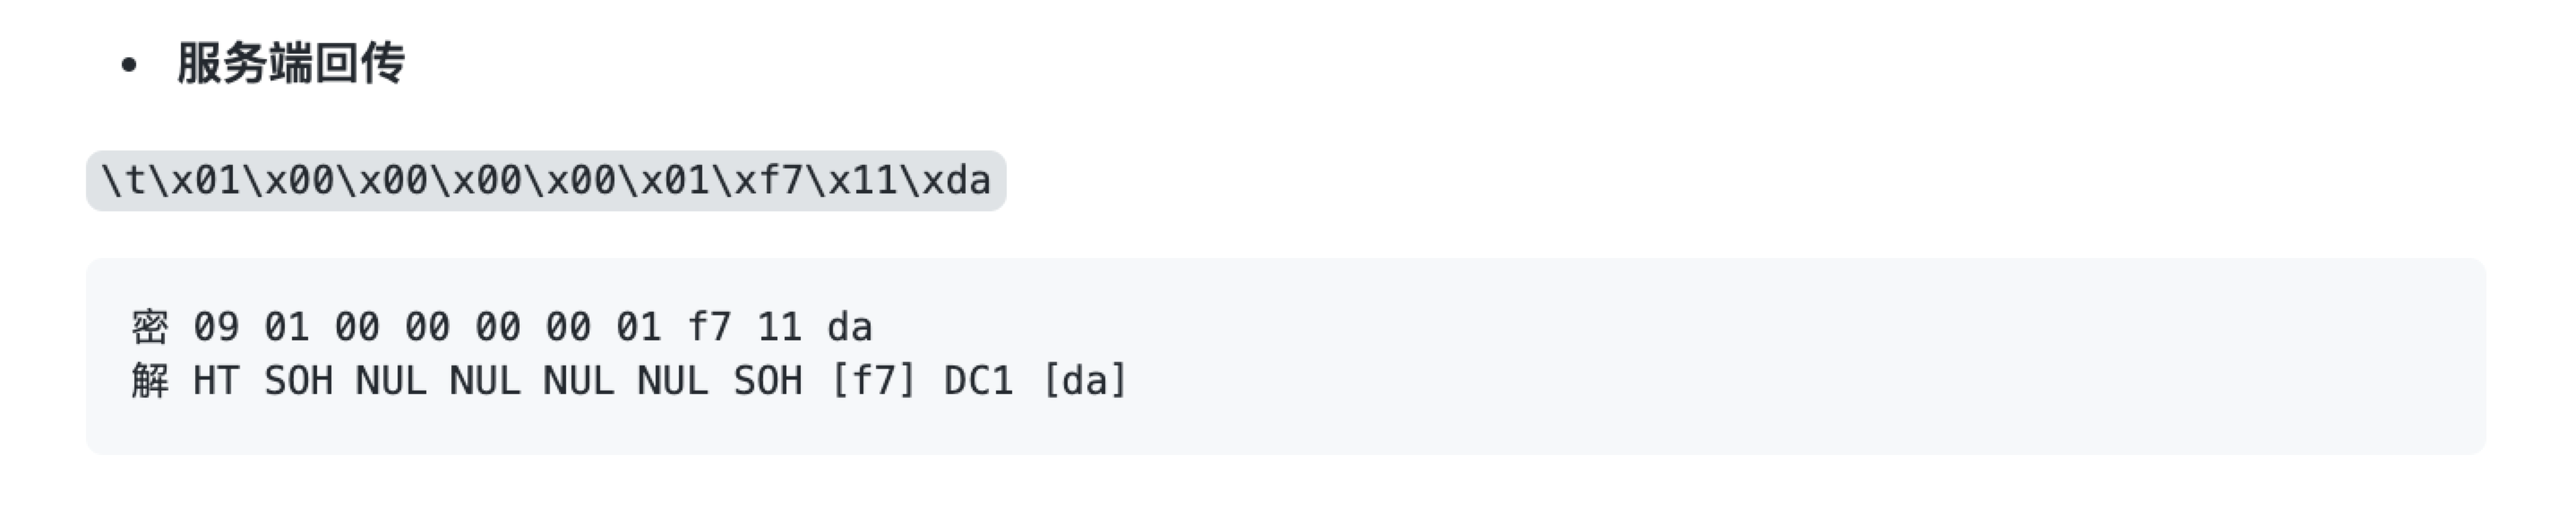 • 服务端回传
\t\x01\x00\x00\x00\x00\x01\xf7\x11\xda
密 09 01 00 00 00 00 01 f7 11 da
解 HT SOH NUL NUL NUL NUL SOH [f7] DC1 [da]